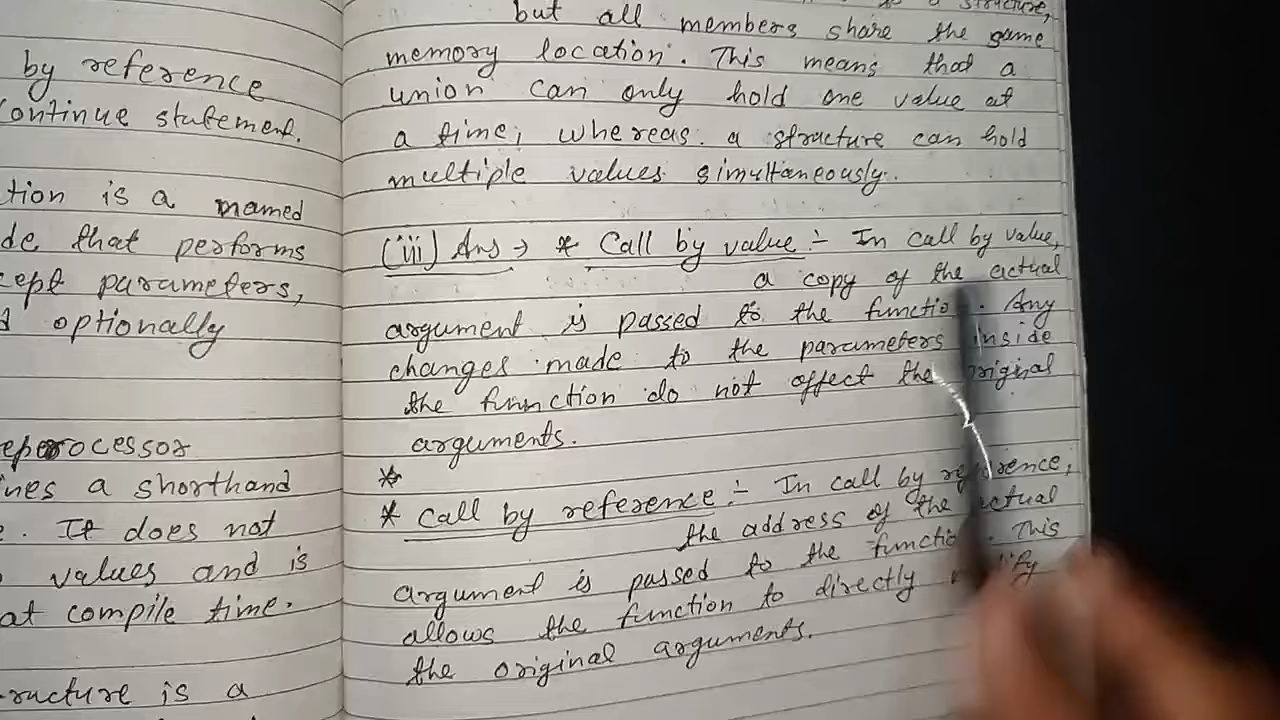 by reference
continue statement.
tion is a named
de that performs
cept parameters,
d optionally
reprocessor
ines a shorthand
e. It does not
values and is
at compile time.
ructure is a
a structure,
but all members share the same
memory location. This means that a
union can only hold one value at
a time, whereas a structure can hold
multiple values simultaneously.
(iii) Ans → * Call by value :- In call by value,
a copy of the actual
argument is passed to the function. Any
changes made to the parameters inside
the function do not affect the original
arguments.
*
* Call by reference :- In call by reference,
the address of the actual
argument is passed to the function. This
allows the function to directly
the original arguments.